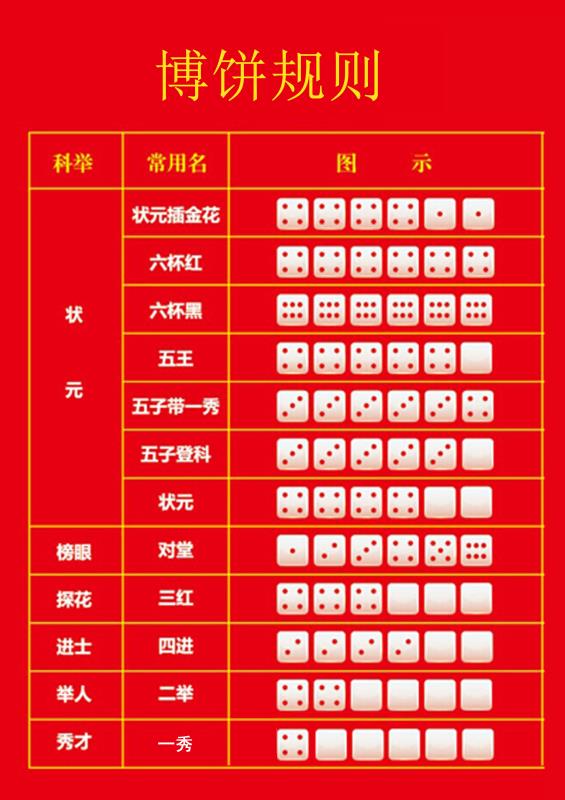 博饼规则
科举 常用名 图 示
状元插金花
六杯红
六杯黑
状
五王
元
五子带一秀
五子登科
状元
榜眼 对堂
探花 三红
进士 四进
举人 二举
秀才 一秀